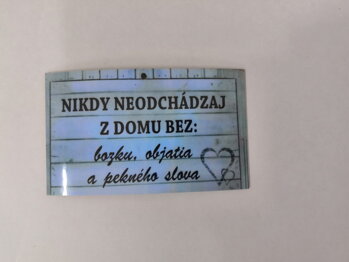 NIKDY NEODCHÁDZAJ
Z DOMU BEZ:
bozku, objatia
a pekného slova